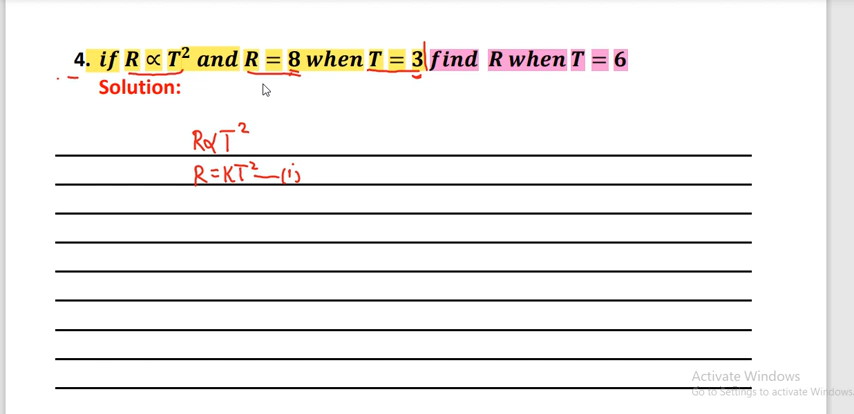 4. if R ∝ T² and R = 8 when T = 3 find R when T = 6
Solution:
R∝T²
R=KT²—(i)
Activate Windows
Go to Settings to activate Windows.